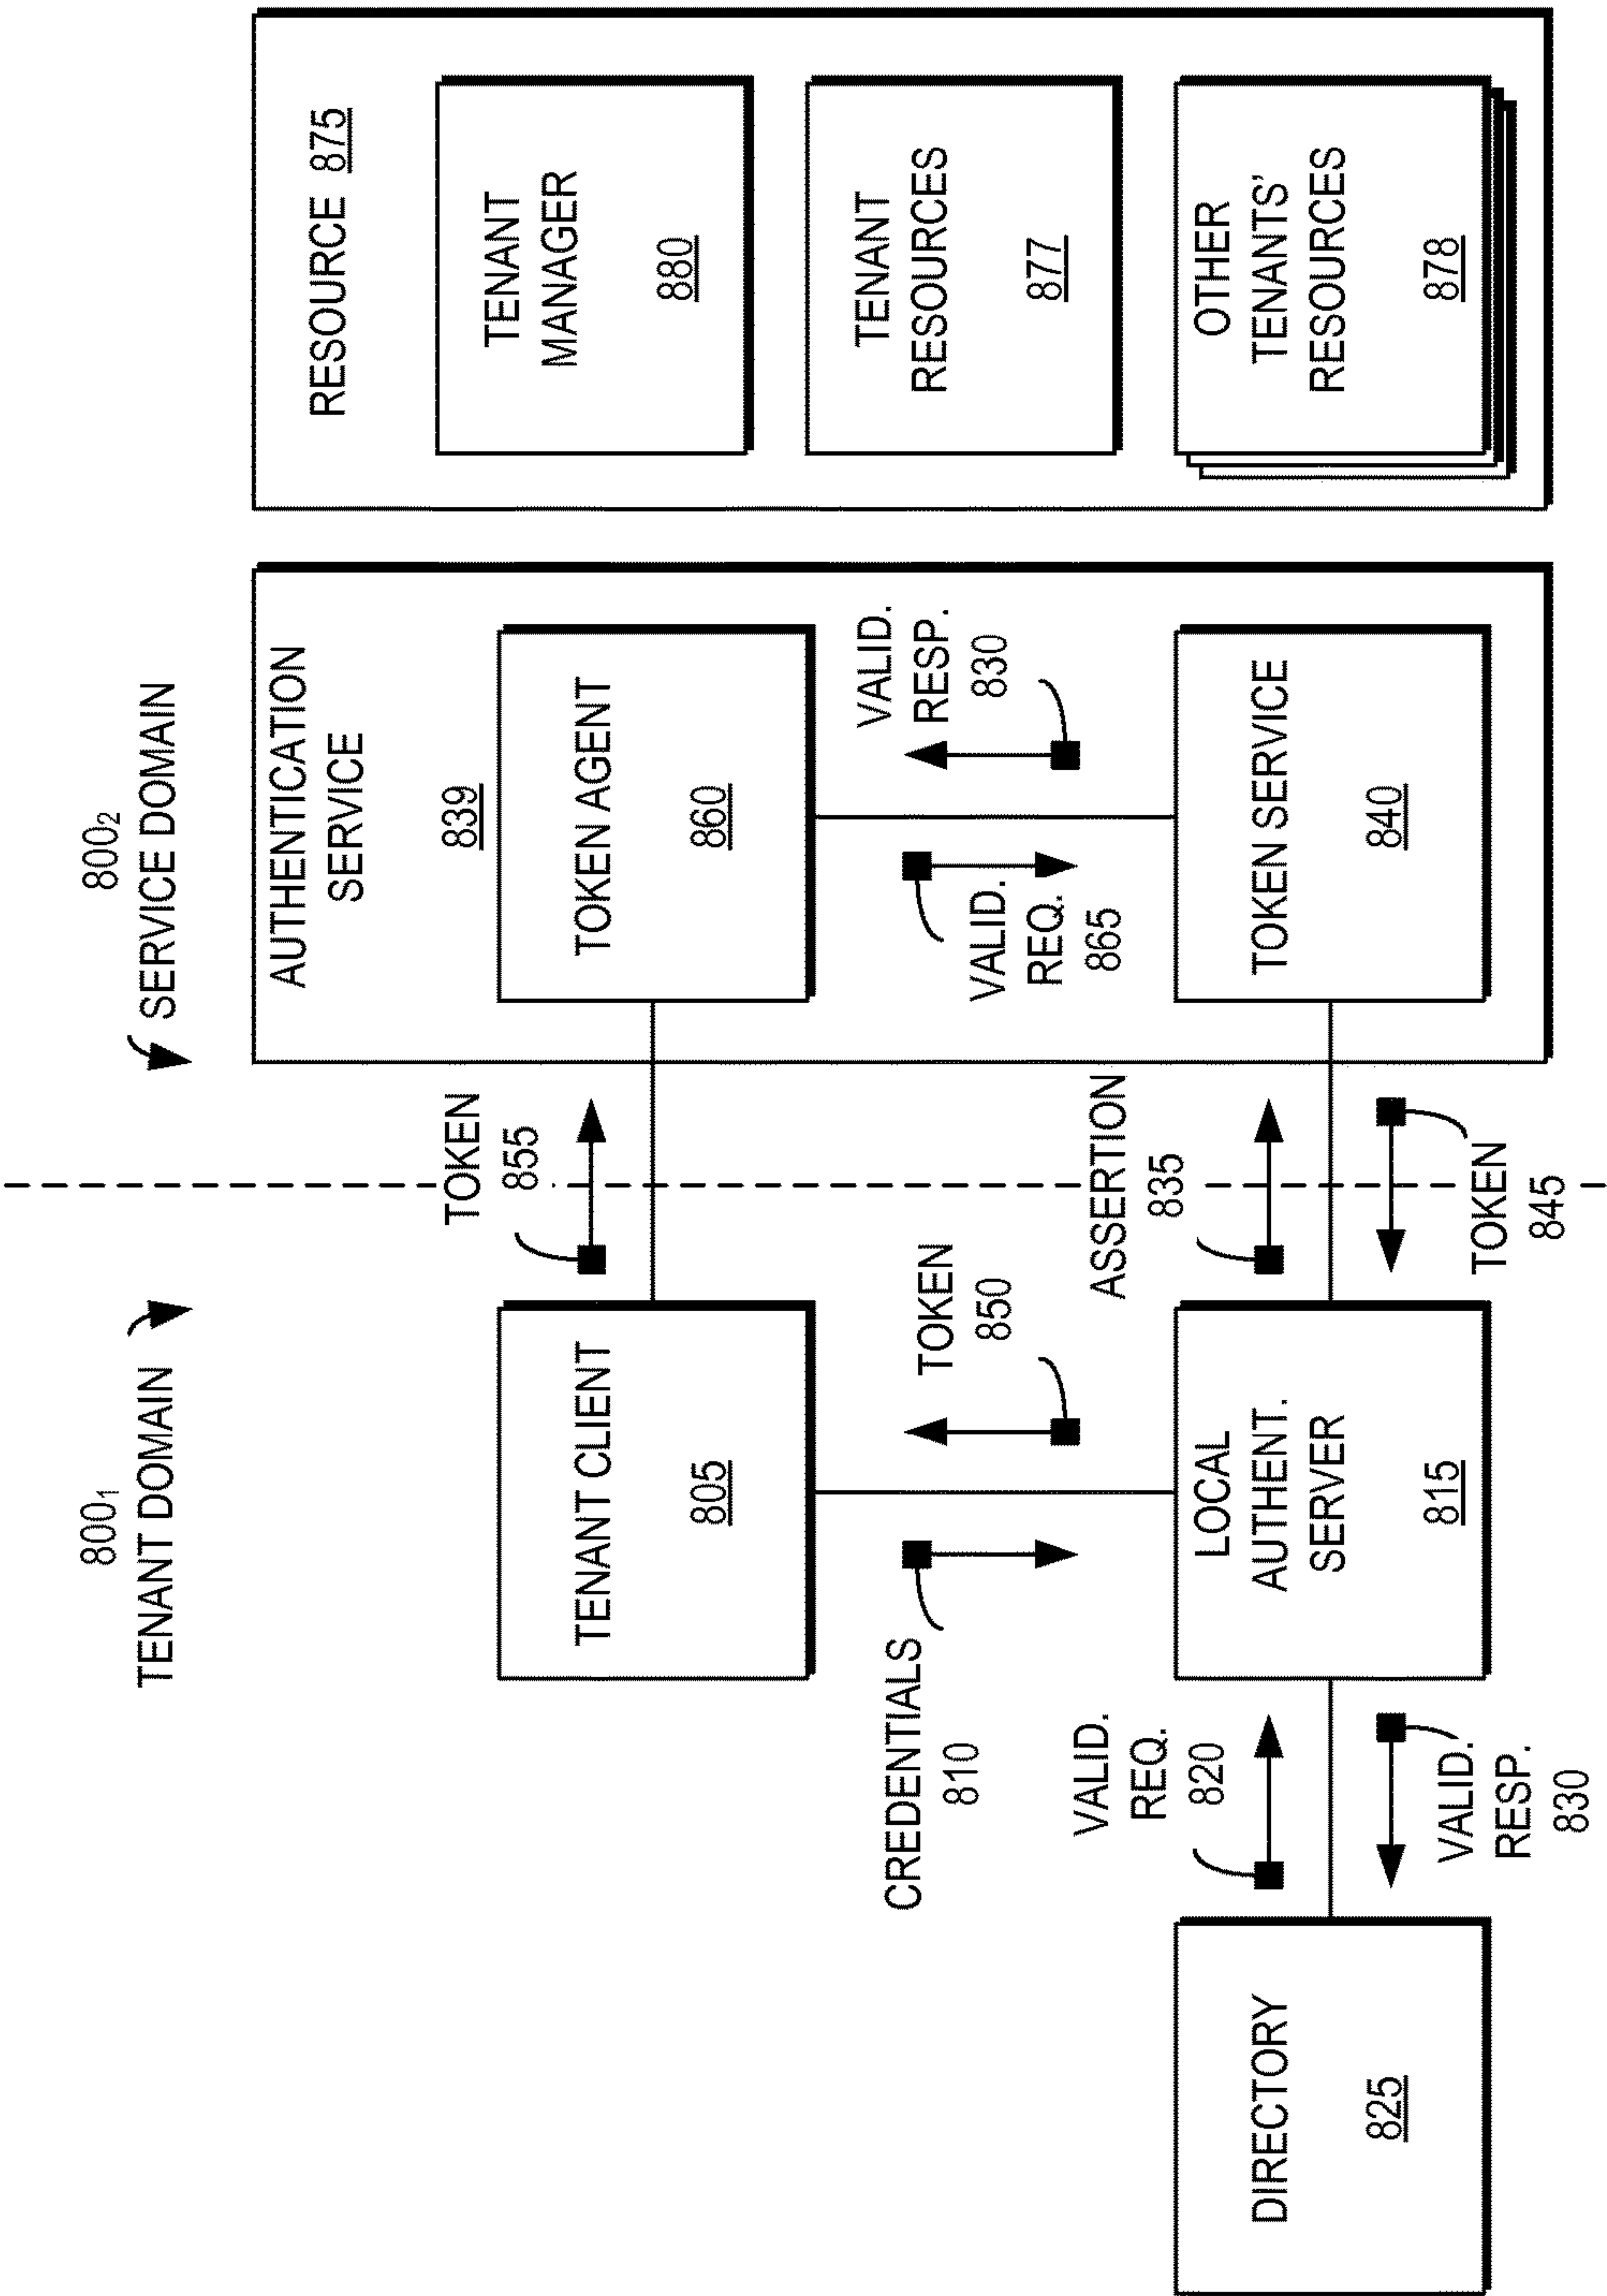 800₁
TENANT DOMAIN
800₂
SERVICE DOMAIN
TENANT CLIENT
805
TOKEN
855
AUTHENTICATION
SERVICE
839
TOKEN AGENT
860
RESOURCE 875
TENANT
MANAGER
880
CREDENTIALS
810
TOKEN
850
VALID.
REQ.
865
VALID.
RESP.
830
TENANT
RESOURCES
877
DIRECTORY
825
VALID.
REQ.
820
VALID.
RESP.
830
LOCAL
AUTHENT.
SERVER
815
ASSERTION
835
TOKEN
845
TOKEN SERVICE
840
OTHER
TENANTS'
RESOURCES
878